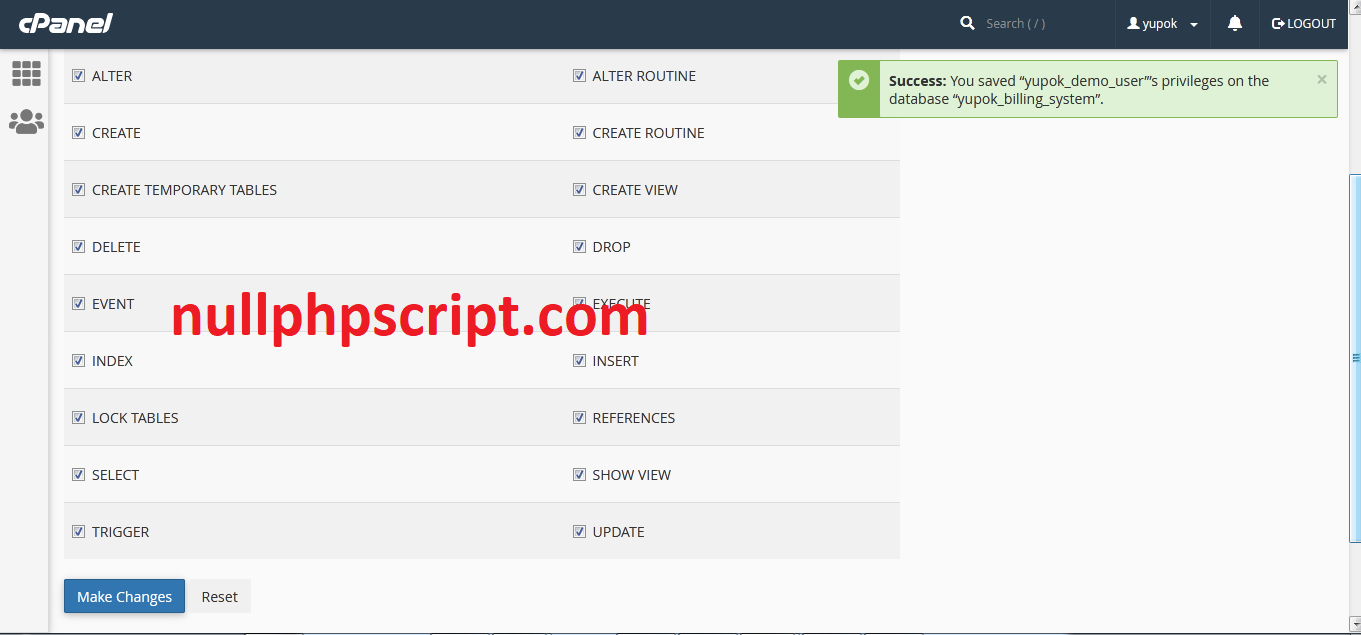 cPanel
Search ( / )
yupok
LOGOUT
Success: You saved “yupok_demo_user”'s privileges on the
database “yupok_billing_system”.
×
ALTER
ALTER ROUTINE
CREATE
CREATE ROUTINE
CREATE TEMPORARY TABLES
CREATE VIEW
DELETE
DROP
EVENT
EXECUTE
nullphpscript.com
INDEX
INSERT
LOCK TABLES
REFERENCES
SELECT
SHOW VIEW
TRIGGER
UPDATE
Make Changes
Reset